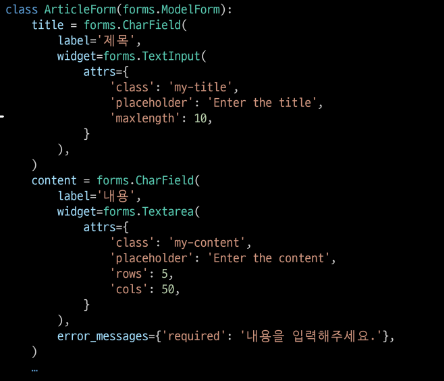 class ArticleForm(forms.ModelForm):
    title = forms.CharField(
        label='제목',
        widget=forms.TextInput(
            attrs={
                'class': 'my-title',
                'placeholder': 'Enter the title',
                'maxlength': 10,
            }
        ),
    )
    content = forms.CharField(
        label='내용',
        widget=forms.Textarea(
            attrs={
                'class': 'my-content',
                'placeholder': 'Enter the content',
                'rows': 5,
                'cols': 50,
            }
        ),
        error_messages={'required': '내용을 입력해주세요.'},
    )
    …